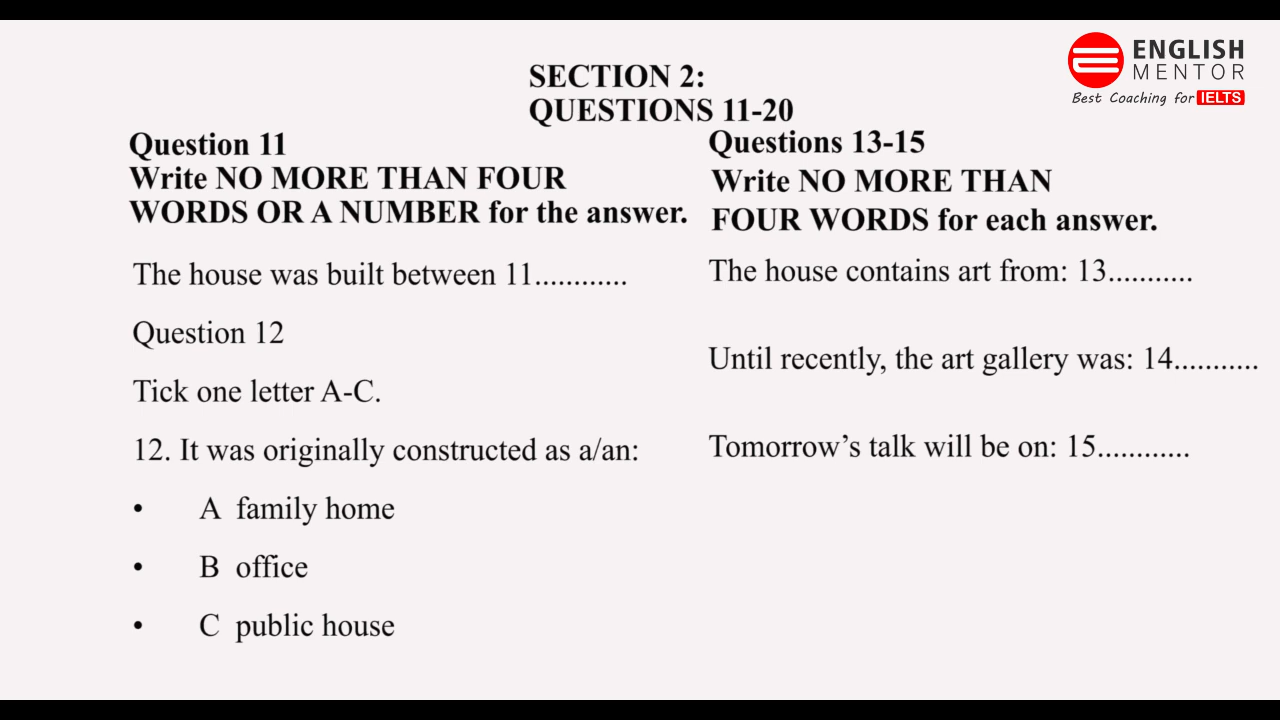 ENGLISH
MENTOR
Best Coaching for IELTS
SECTION 2:
QUESTIONS 11-20
Question 11
Write NO MORE THAN FOUR
WORDS OR A NUMBER for the answer.
The house was built between 11............
Question 12
Tick one letter A-C.
12. It was originally constructed as a/an:
• A family home
• B office
• C public house
Questions 13-15
Write NO MORE THAN
FOUR WORDS for each answer.
The house contains art from: 13...........
Until recently, the art gallery was: 14...........
Tomorrow’s talk will be on: 15............